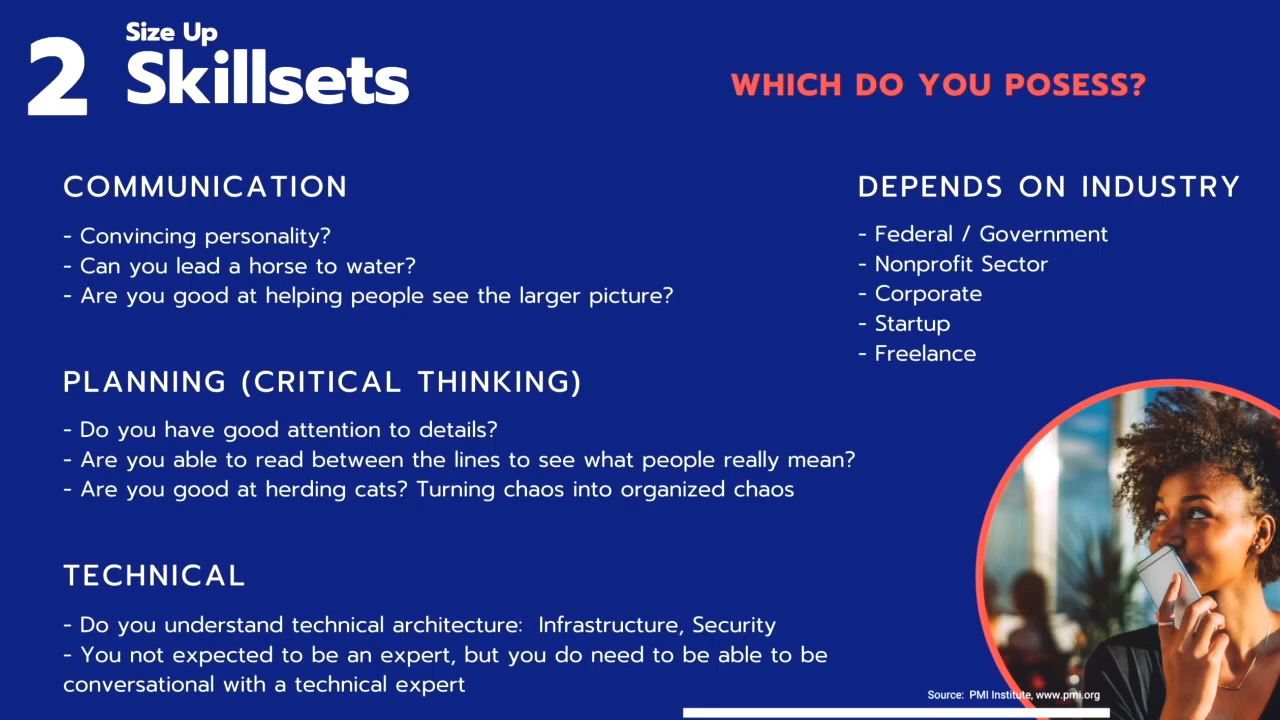 2
Size Up
Skillsets
WHICH DO YOU POSESS?
COMMUNICATION
- Convincing personality?
- Can you lead a horse to water?
- Are you good at helping people see the larger picture?
PLANNING (CRITICAL THINKING)
- Do you have good attention to details?
- Are you able to read between the lines to see what people really mean?
- Are you good at herding cats? Turning chaos into organized chaos
TECHNICAL
- Do you understand technical architecture: Infrastructure, Security
- You not expected to be an expert, but you do need to be able to be
conversational with a technical expert
DEPENDS ON INDUSTRY
- Federal / Government
- Nonprofit Sector
- Corporate
- Startup
- Freelance
Source: PMI Institute, www.pmi.org